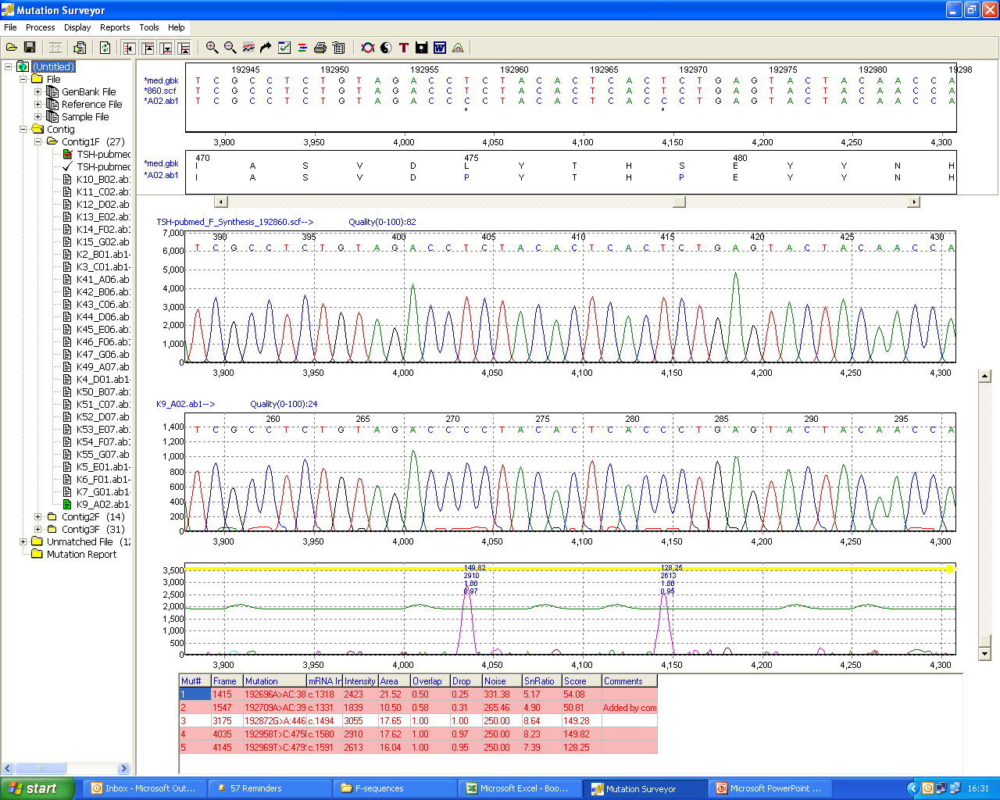 Mutation Surveyor
File Process Display Reports Tools Help
(Untitled)
File
GenBank File
Reference File
Sample File
Contig
Contig1F (27)
TSH-pubmed
TSH-pubmed
K10_B02.ab1
K11_C02.ab1
K12_D02.ab1
K13_E02.ab1
K14_F02.ab1
K15_G02.ab1
K2_B01.ab1-
K3_C01.ab1-
K41_A06.ab
K42_B06.ab
K43_C06.ab
K44_D06.ab
K45_E06.ab
K46_F06.ab
K47_G06.ab
K49_A07.ab
K4_D01.ab1-
K50_B07.ab
K51_C07.ab
K52_D07.ab
K53_E07.ab
K54_F07.ab
K55_G07.ab
K5_E01.ab1-
K6_F01.ab1-
K7_G01.ab1-
K9_A02.ab1-
Contig2F (14)
Contig3F (31)
Unmatched File (12
Mutation Report
192945 192950 192955 192960 192965 192970 192975 192980 19298
*med.gbk T C G C C T C T G T A G A C C T C T A C A C T C A C T C T G A G T A C T A C A A C C A
*860.scf T C G C C T C T G T A G A C C T C T A C A C T C A C T C T G A G T A C T A C A A C C A
*A02.ab1 T C G C C T C T G T A G A C C C C T A C A C T C A C C C T G A G T A C T A C A A C C A
* *
3,900 3,950 4,000 4,050 4,100 4,150 4,200 4,250 4,300
470 475 480
*med.gbk I A S V D L Y T H S E Y Y N H
*A02.ab1 I A S V D P Y T H P E Y Y N H
TSH-pubmed_F_Synthesis_192860.scf--> Quality(0-100):82
7,000 390 395 400 405 410 415 420 425 430
6,000 T C G C C T C T G T A G A C C T C T A C A C T C A C T C T G A G T A C T A C A A C C A
5,000
4,000
3,000
2,000
1,000
0
3,900 3,950 4,000 4,050 4,100 4,150 4,200 4,250 4,300
K9_A02.ab1--> Quality(0-100):24
260 265 270 275 280 285 290 295
1,400 T C G C C T C T G T A G A C C C C T A C A C T C A C C C T G A G T A C T A C A A C C A
1,200
1,000
800
600
400
200
0
3,900 3,950 4,000 4,050 4,100 4,150 4,200 4,250 4,300
149.82 128.25
3,500 2910 2613
3,000 1.00 1.00
2,500 0.97 0.95
2,000
1,500
1,000
500
0
3,900 3,950 4,000 4,050 4,100 4,150 4,200 4,250 4,300
Mut# Frame Mutation mRNA In Intensity Area Overlap Drop Noise SnRatio Score Comments
1 1415 192696A>AC:38 c.1318 2423 21.52 0.50 0.25 331.38 5.17 54.08
2 1547 192709A>AC:39 c.1331 1839 10.50 0.58 0.31 265.46 4.90 50.81 Added by com
3 3175 192872G>A:446 c.1494 3055 17.65 1.00 1.00 250.00 8.64 149.28
4 4035 192958T>C:475 c.1580 2910 17.62 1.00 0.97 250.00 8.23 149.82
5 4145 192969T>C:479 c.1591 2613 16.04 1.00 0.95 250.00 7.39 128.25
start Inbox - Microsoft Out... 57 Reminders F-sequences Microsoft Excel - Boo... Mutation Surveyor Microsoft PowerPoint ... 16:31